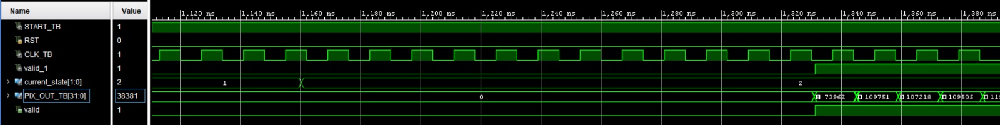 Name Value 1,120 ns 1,140 ns 1,160 ns 1,180 ns 1,200 ns 1,220 ns 1,240 ns 1,260 ns 1,280 ns 1,300 ns 1,320 ns 1,340 ns 1,360 ns 1,380 ns
START_TB 1
RST 0
CLK_TB 1
valid_1 1
current_state[1:0] 2 1 2
PIX_OUT_TB[31:0] 38381 0 73962 109751 107218 109505
valid 1